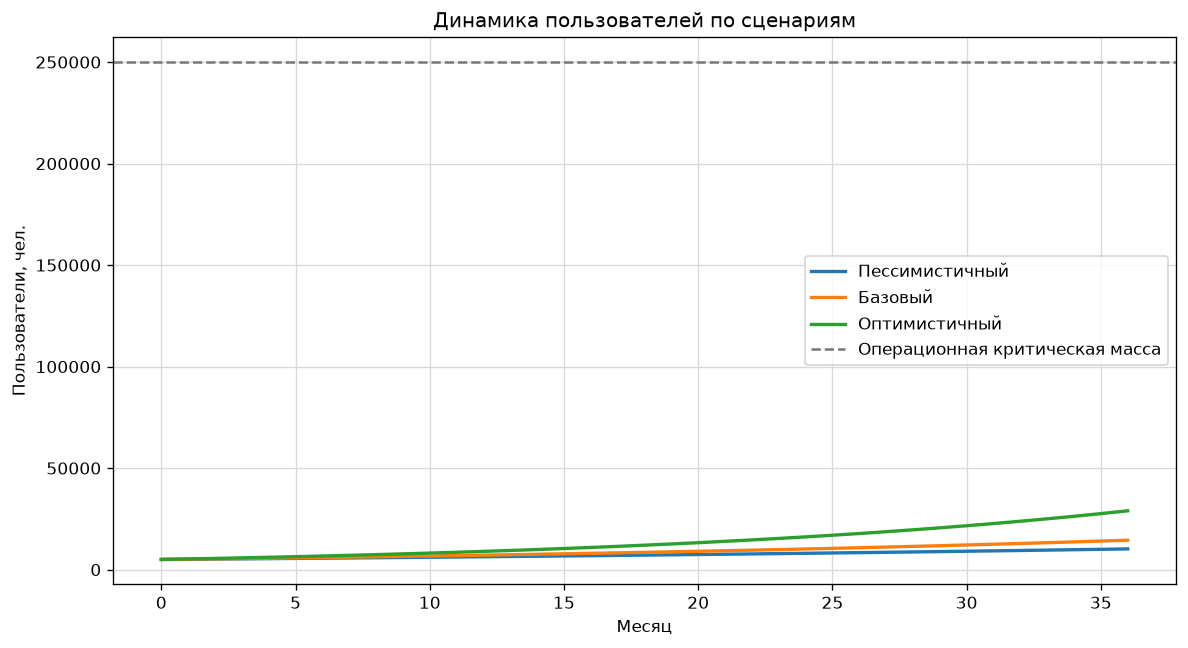 Динамика пользователей по сценариям
Пользователи, чел.
250000
200000
150000
100000
50000
0
Пессимистичный
Базовый
Оптимистичный
Операционная критическая масса
0 5 10 15 20 25 30 35
Месяц